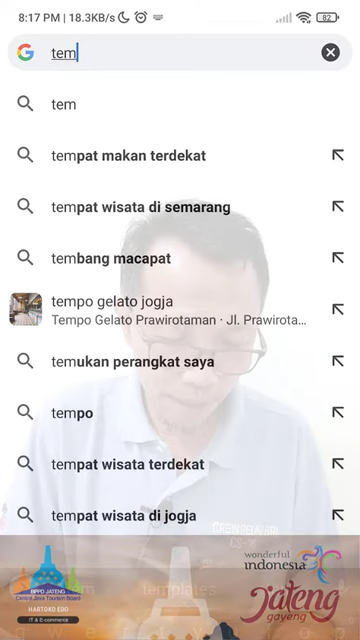 8:17 PM | 18.3KB/s
82
tem
tem
tempat makan terdekat
tempat wisata di semarang
tembang macapat
tempo gelato jogja
Tempo Gelato Prawirotaman · Jl. Prawirota...
temukan perangkat saya
tempo
tempat wisata terdekat
tempat wisata di jogja
wonderful
indonesia
BPPD JATENG
Central Java Tourism Board
HARTOKO EDO
IT & E-commerce
templates
jateng
gayeng